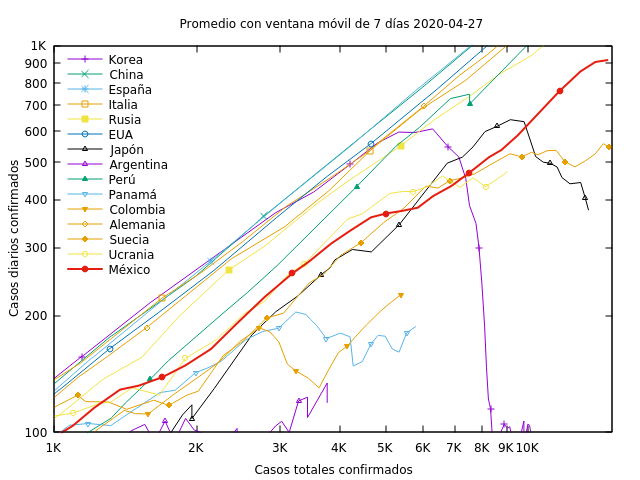 Promedio con ventana móvil de 7 días 2020-04-27
Casos diarios confirmados
1K
900
800
700
600
500
400
300
200
100
Korea
China
España
Italia
Rusia
EUA
Japón
Argentina
Perú
Panamá
Colombia
Alemania
Suecia
Ucrania
México
1K 2K 3K 4K 5K 6K 7K 8K 9K 10K
Casos totales confirmados